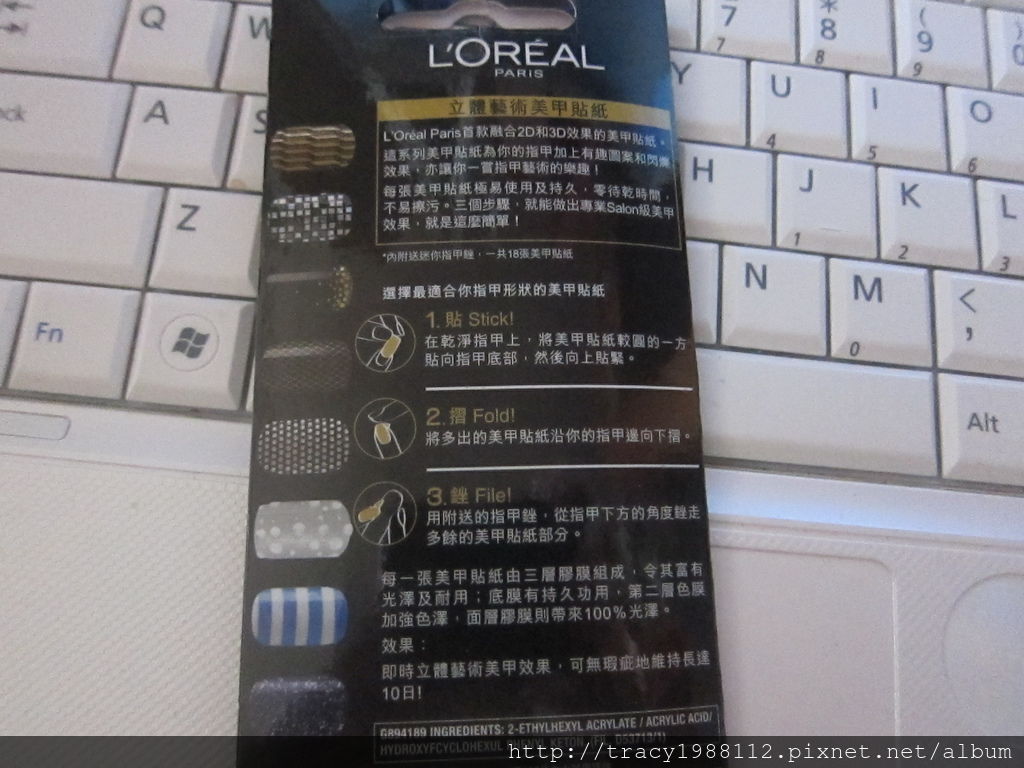 L'ORÉAL
PARIS
立體藝術美甲貼紙
L'Oréal Paris首款融合2D和3D效果的美甲貼紙。
這系列美甲貼紙為你的指甲加上有趣圖案和閃爍
效果，亦讓你一嘗指甲藝術的樂趣！
每張美甲貼紙極易使用及持久，零待乾時間，
不易擦污。三個步驟，就能做出專業Salon級美甲
效果，就是這麼簡單！
*內附送迷你指甲銼，一共18張美甲貼紙
選擇最適合你指甲形狀的美甲貼紙
1. 貼 Stick!
在乾淨指甲上，將美甲貼紙較圓的一方
貼向指甲底部，然後向上貼緊。
2. 摺 Fold!
將多出的美甲貼紙沿你的指甲邊向下摺。
3. 銼 File!
用附送的指甲銼，從指甲下方的角度銼走
多餘的美甲貼紙部分。
每一張美甲貼紙由三層膠膜組成，令其富有
光澤及耐用；底膜有持久功用，第二層色膜
加強色澤，面層膠膜則帶來100%光澤。
效果：
即時立體藝術美甲效果，可無瑕疵地維持長達
10日!
G894189 INGREDIENTS: 2-ETHYLHEXYL ACRYLATE / ACRYLIC ACID/
HYDROXYFCYCLOHEXUL PHENYL KETON
Q
W
A
S
Z
Fn
7
7
*
8
8
(
9
9
)
0
Y
U
4
I
5
O
6
H
J
1
K
2
L
3
N
M
0
<
,
Alt
http://tracy1988112.pixnet.net/album